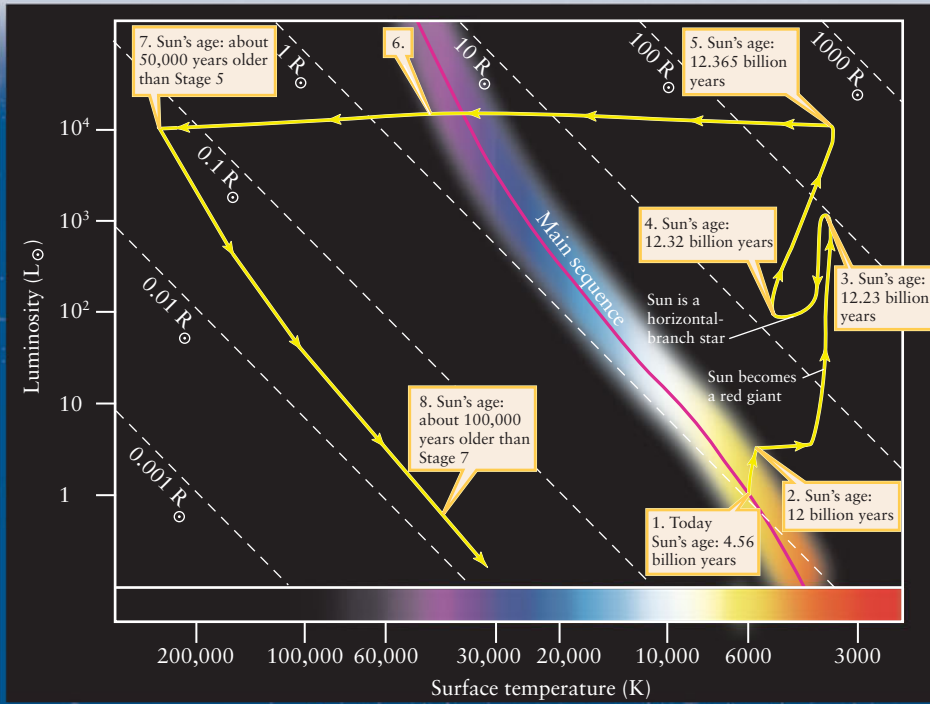 7. Sun's age: about
50,000 years older
than Stage 5
6.
5. Sun's age:
12.365 billion
years
1 R☉
10 R☉
100 R☉
1000 R☉
0.1 R☉
0.01 R☉
0.001 R☉
Main sequence
4. Sun's age:
12.32 billion years
3. Sun's age:
12.23 billion
years
Sun is a
horizontal-
branch star
Sun becomes
a red giant
8. Sun's age:
about 100,000
years older than
Stage 7
2. Sun's age:
12 billion years
1. Today
Sun's age: 4.56
billion years
Luminosity (L☉)
10⁴
10³
10²
10
1
200,000 100,000 60,000 30,000 20,000 10,000 6000 3000
Surface temperature (K)